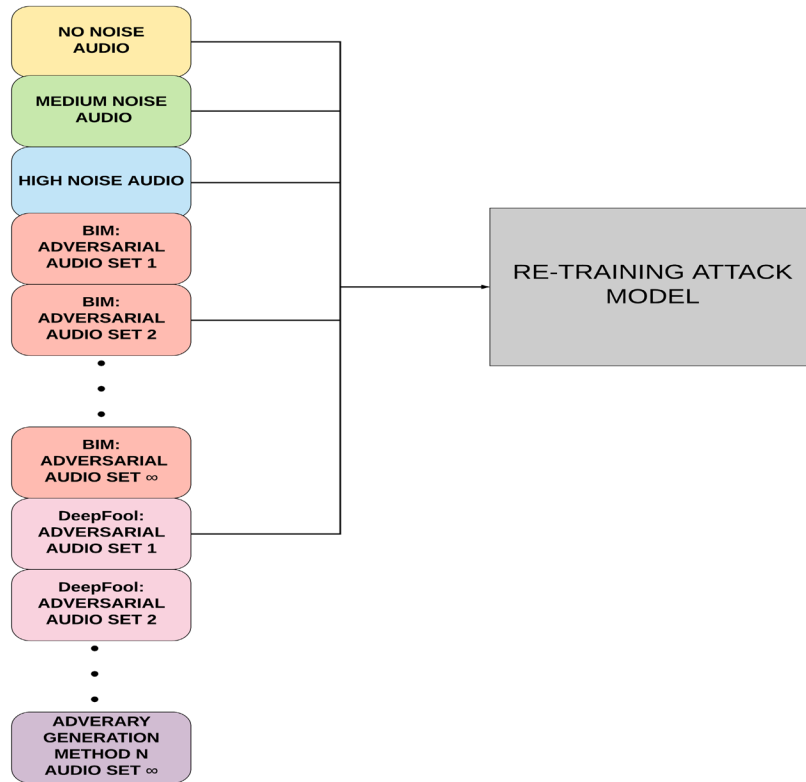 NO NOISE
AUDIO
MEDIUM NOISE
AUDIO
HIGH NOISE AUDIO
BIM:
ADVERSARIAL
AUDIO SET 1
BIM:
ADVERSARIAL
AUDIO SET 2
BIM:
ADVERSARIAL
AUDIO SET ∞
DeepFool:
ADVERSARIAL
AUDIO SET 1
DeepFool:
ADVERSARIAL
AUDIO SET 2
ADVERARY
GENERATION
METHOD N
AUDIO SET ∞
RE-TRAINING ATTACK
MODEL